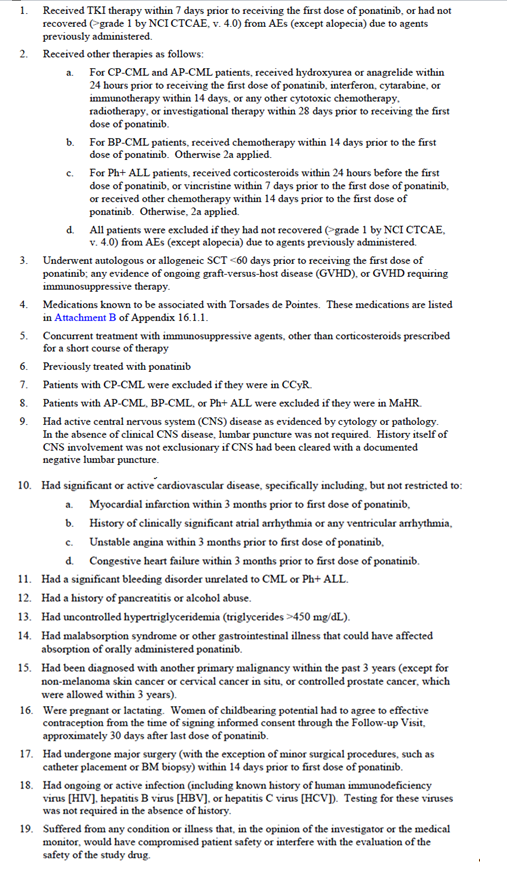 1. Received TKI therapy within 7 days prior to receiving the first dose of ponatinib, or had not
recovered (>grade 1 by NCI CTCAE, v. 4.0) from AEs (except alopecia) due to agents
previously administered.
2. Received other therapies as follows:
a. For CP-CML and AP-CML patients, received hydroxyurea or anagrelide within
24 hours prior to receiving the first dose of ponatinib, interferon, cytarabine, or
immunotherapy within 14 days, or any other cytotoxic chemotherapy,
radiotherapy, or investigational therapy within 28 days prior to receiving the first
dose of ponatinib.
b. For BP-CML patients, received chemotherapy within 14 days prior to the first
dose of ponatinib. Otherwise 2a applied.
c. For Ph+ ALL patients, received corticosteroids within 24 hours before the first
dose of ponatinib, or vincristine within 7 days prior to the first dose of ponatinib,
or received other chemotherapy within 14 days prior to the first dose of
ponatinib. Otherwise, 2a applied.
d. All patients were excluded if they had not recovered (>grade 1 by NCI CTCAE,
v. 4.0) from AEs (except alopecia) due to agents previously administered.
3. Underwent autologous or allogeneic SCT <60 days prior to receiving the first dose of
ponatinib; any evidence of ongoing graft-versus-host disease (GVHD), or GVHD requiring
immunosuppressive therapy.
4. Medications known to be associated with Torsades de Pointes. These medications are listed
in Attachment B of Appendix 16.1.1.
5. Concurrent treatment with immunosuppressive agents, other than corticosteroids prescribed
for a short course of therapy
6. Previously treated with ponatinib
7. Patients with CP-CML were excluded if they were in CCyR.
8. Patients with AP-CML, BP-CML, or Ph+ ALL were excluded if they were in MaHR.
9. Had active central nervous system (CNS) disease as evidenced by cytology or pathology.
In the absence of clinical CNS disease, lumbar puncture was not required. History itself of
CNS involvement was not exclusionary if CNS had been cleared with a documented
negative lumbar puncture.
10. Had significant or active cardiovascular disease, specifically including, but not restricted to:
a. Myocardial infarction within 3 months prior to first dose of ponatinib,
b. History of clinically significant atrial arrhythmia or any ventricular arrhythmia,
c. Unstable angina within 3 months prior to first dose of ponatinib,
d. Congestive heart failure within 3 months prior to first dose of ponatinib.
11. Had a significant bleeding disorder unrelated to CML or Ph+ ALL.
12. Had a history of pancreatitis or alcohol abuse.
13. Had uncontrolled hypertriglyceridemia (triglycerides >450 mg/dL).
14. Had malabsorption syndrome or other gastrointestinal illness that could have affected
absorption of orally administered ponatinib.
15. Had been diagnosed with another primary malignancy within the past 3 years (except for
non-melanoma skin cancer or cervical cancer in situ, or controlled prostate cancer, which
were allowed within 3 years).
16. Were pregnant or lactating. Women of childbearing potential had to agree to effective
contraception from the time of signing informed consent through the Follow-up Visit,
approximately 30 days after last dose of ponatinib.
17. Had undergone major surgery (with the exception of minor surgical procedures, such as
catheter placement or BM biopsy) within 14 days prior to first dose of ponatinib.
18. Had ongoing or active infection (including known history of human immunodeficiency
virus [HIV], hepatitis B virus [HBV], or hepatitis C virus [HCV]). Testing for these viruses
was not required in the absence of history.
19. Suffered from any condition or illness that, in the opinion of the investigator or the medical
monitor, would have compromised patient safety or interfere with the evaluation of the
safety of the study drug.